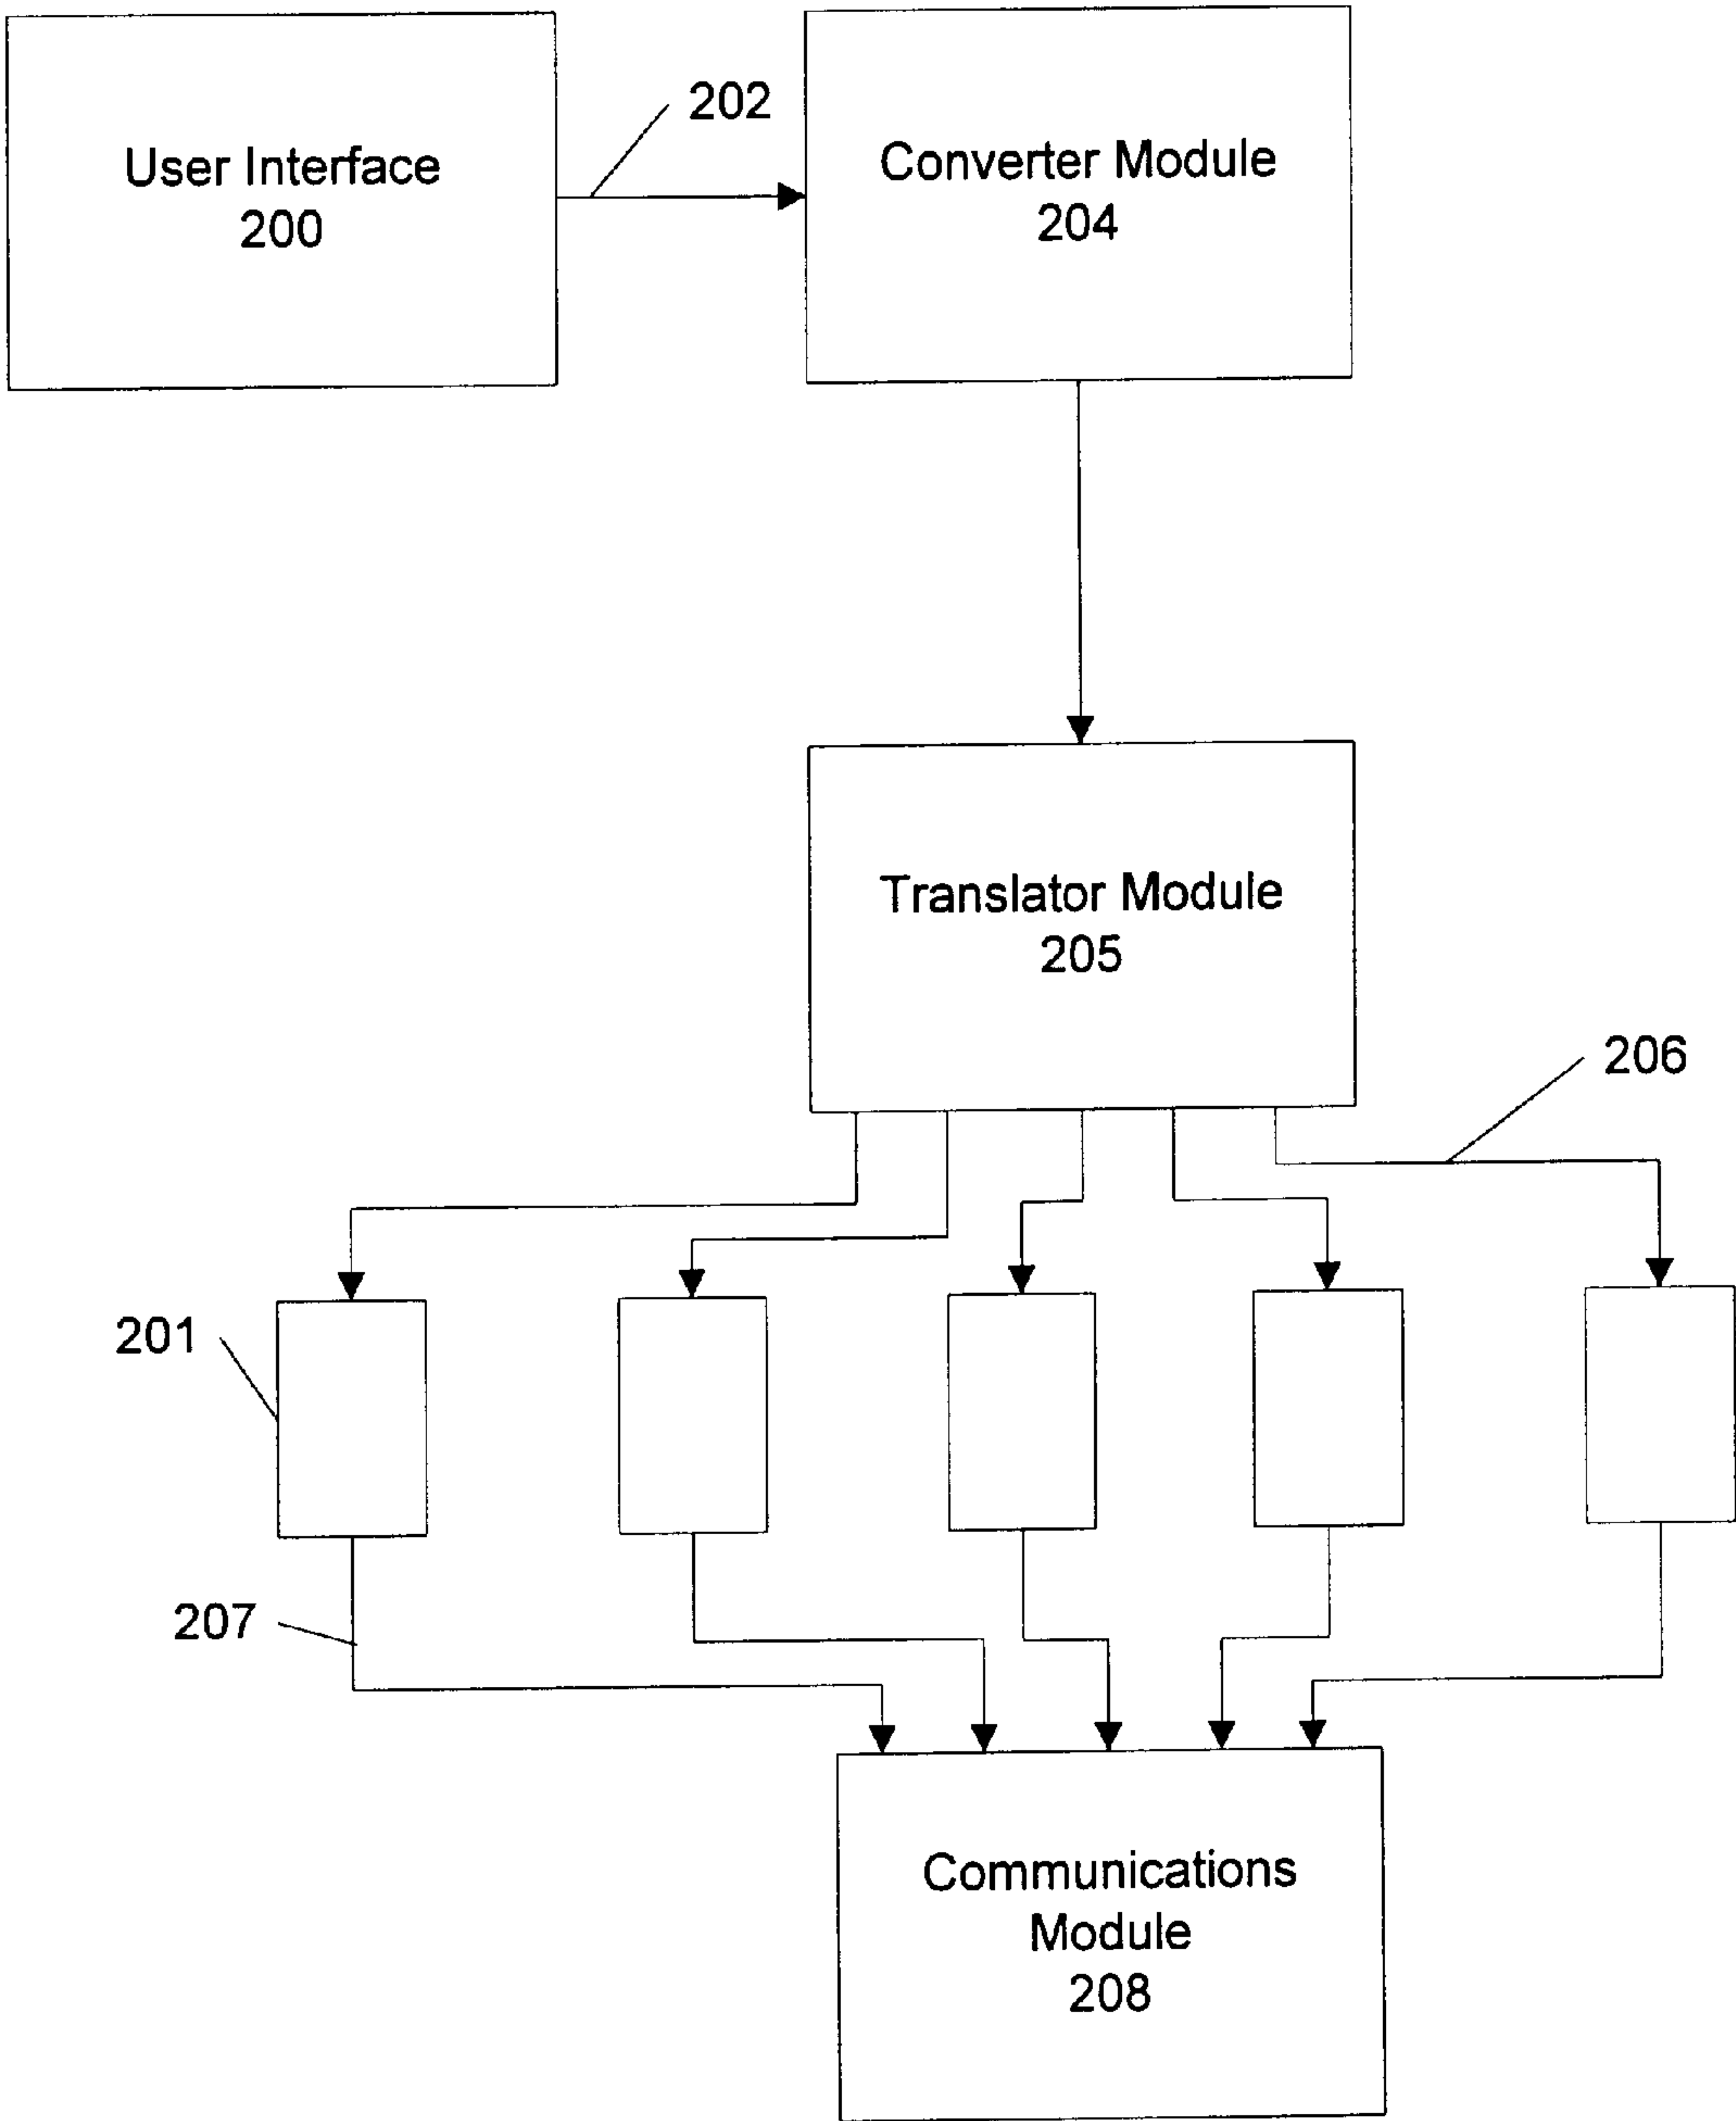 User Interface
200
202
Converter Module
204
Translator Module
205
206
201
207
Communications
Module
208